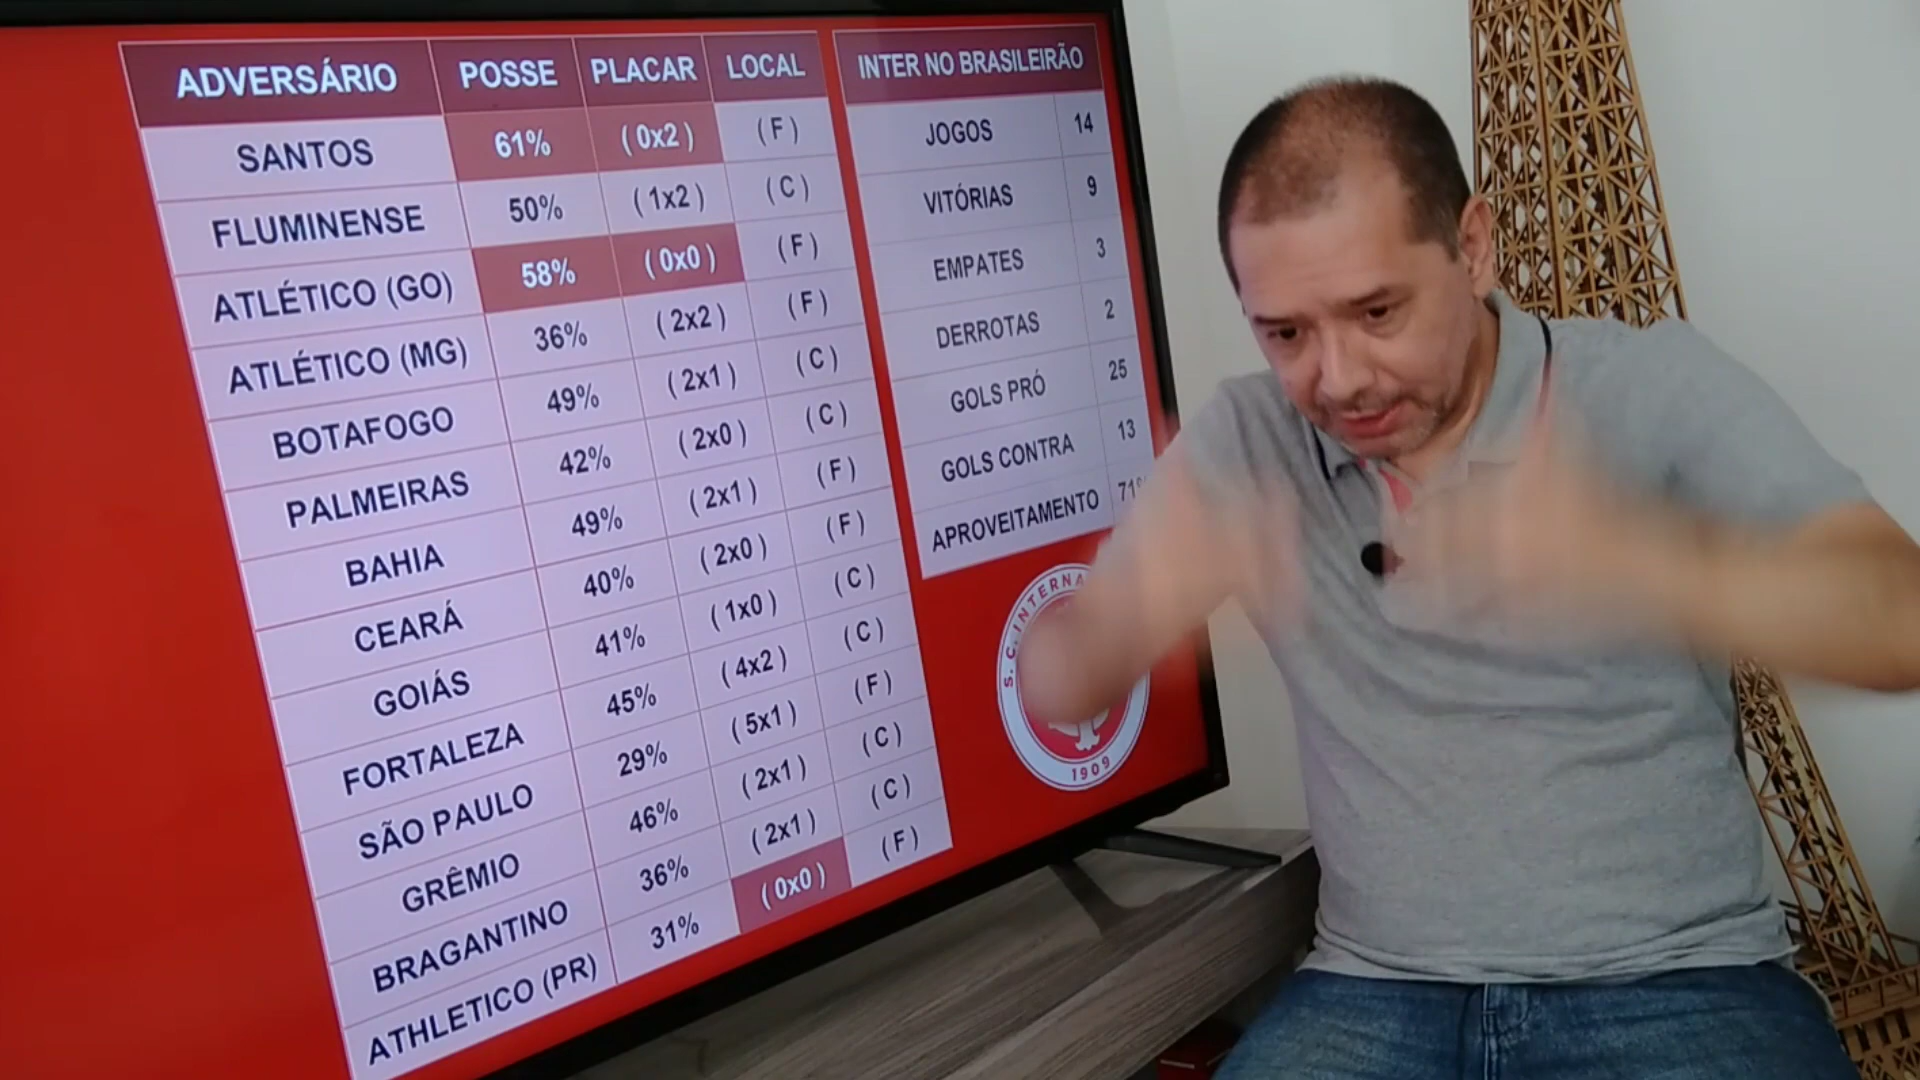 ADVERSÁRIO POSSE PLACAR LOCAL
SANTOS 61% ( 0x2 ) ( F )
FLUMINENSE 50% ( 1x2 ) ( C )
ATLÉTICO (GO) 58% ( 0x0 ) ( F )
ATLÉTICO (MG) 36% ( 2x2 ) ( F )
BOTAFOGO 49% ( 2x1 ) ( C )
PALMEIRAS 42% ( 2x0 ) ( C )
BAHIA 49% ( 2x1 ) ( F )
CEARÁ 40% ( 2x0 ) ( F )
GOIÁS 41% ( 1x0 ) ( C )
FORTALEZA 45% ( 4x2 ) ( C )
SÃO PAULO 29% ( 5x1 ) ( F )
GRÊMIO 46% ( 2x1 ) ( C )
BRAGANTINO 36% ( 2x1 ) ( C )
ATHLETICO (PR) 31% ( 0x0 ) ( F )
INTER NO BRASILEIRÃO
JOGOS 14
VITÓRIAS 9
EMPATES 3
DERROTAS 2
GOLS PRÓ 25
GOLS CONTRA 13
APROVEITAMENTO 71%
S. C. INTERNA
1909